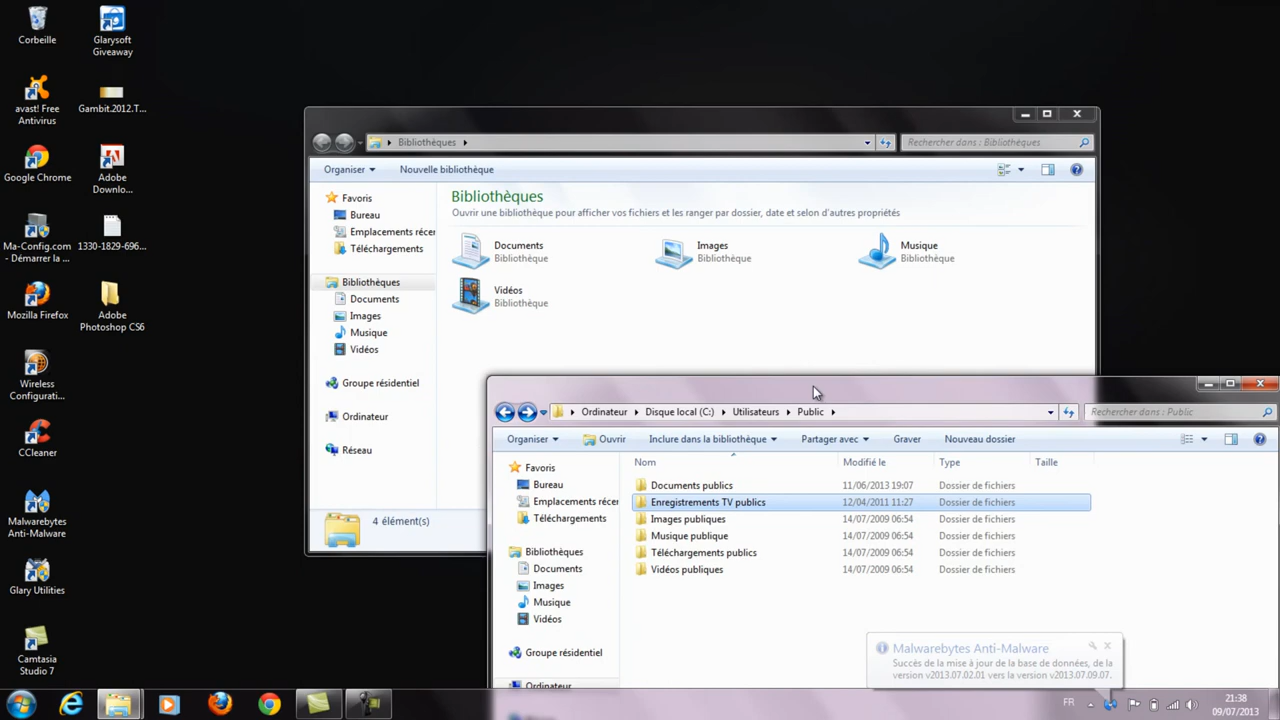 Corbeille
Glarysoft
Giveaway
avast! Free
Antivirus
Gambit.2012.T...
Google Chrome
Adobe
Downlo...
Ma-Config.com
- Démarrer la ...
1330-1829-696...
Mozilla Firefox
Adobe
Photoshop CS6
Wireless
Configurati...
CCleaner
Malwarebytes
Anti-Malware
Glary Utilities
Camtasia
Studio 7
Bibliothèques
Rechercher dans : Bibliothèques
Organiser
Nouvelle bibliothèque
Favoris
Bureau
Emplacements récer
Téléchargements
Bibliothèques
Documents
Images
Musique
Vidéos
Groupe résidentiel
Ordinateur
Réseau
Bibliothèques
Ouvrir une bibliothèque pour afficher vos fichiers et les ranger par dossier, date et selon d'autres propriétés
Documents
Bibliothèque
Images
Bibliothèque
Musique
Bibliothèque
Vidéos
Bibliothèque
4 élément(s)
Ordinateur Disque local (C:) Utilisateurs Public
Rechercher dans : Public
Organiser Ouvrir Inclure dans la bibliothèque Partager avec Graver Nouveau dossier
Favoris
Bureau
Emplacements récer
Téléchargements
Bibliothèques
Documents
Images
Musique
Vidéos
Groupe résidentiel
Ordinateur
Nom Modifié le Type Taille
Documents publics 11/06/2013 19:07 Dossier de fichiers
Enregistrements TV publics 12/04/2011 11:27 Dossier de fichiers
Images publiques 14/07/2009 06:54 Dossier de fichiers
Musique publique 14/07/2009 06:54 Dossier de fichiers
Téléchargements publics 14/07/2009 06:54 Dossier de fichiers
Vidéos publiques 14/07/2009 06:54 Dossier de fichiers
Malwarebytes Anti-Malware
Succès de la mise à jour de la base de données, de la
version v2013.07.02.01 vers la version v2013.07.09.07.
FR
21:38
09/07/2013